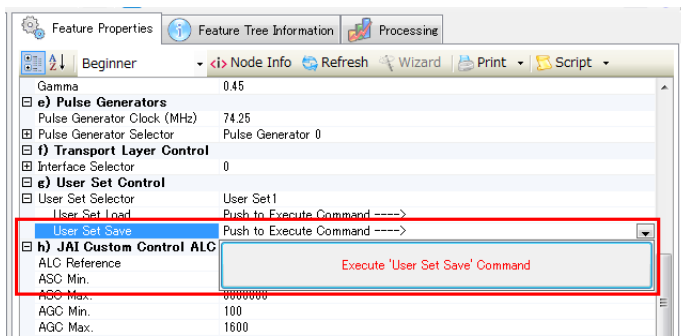 Feature Properties Feature Tree Information Processing
Beginner <i> Node Info Refresh Wizard Print Script
Gamma 0.45
e) Pulse Generators
Pulse Generator Clock (MHz) 74.25
Pulse Generator Selector Pulse Generator 0
f) Transport Layer Control
Interface Selector 0
g) User Set Control
User Set Selector User Set1
User Set Load Push to Execute Command ---->
User Set Save Push to Execute Command ---->
h) JAI Custom Control ALC
ALC Reference
Execute 'User Set Save' Command
ASC Min.
ASC Max.
AGC Min. 100
AGC Max. 1600